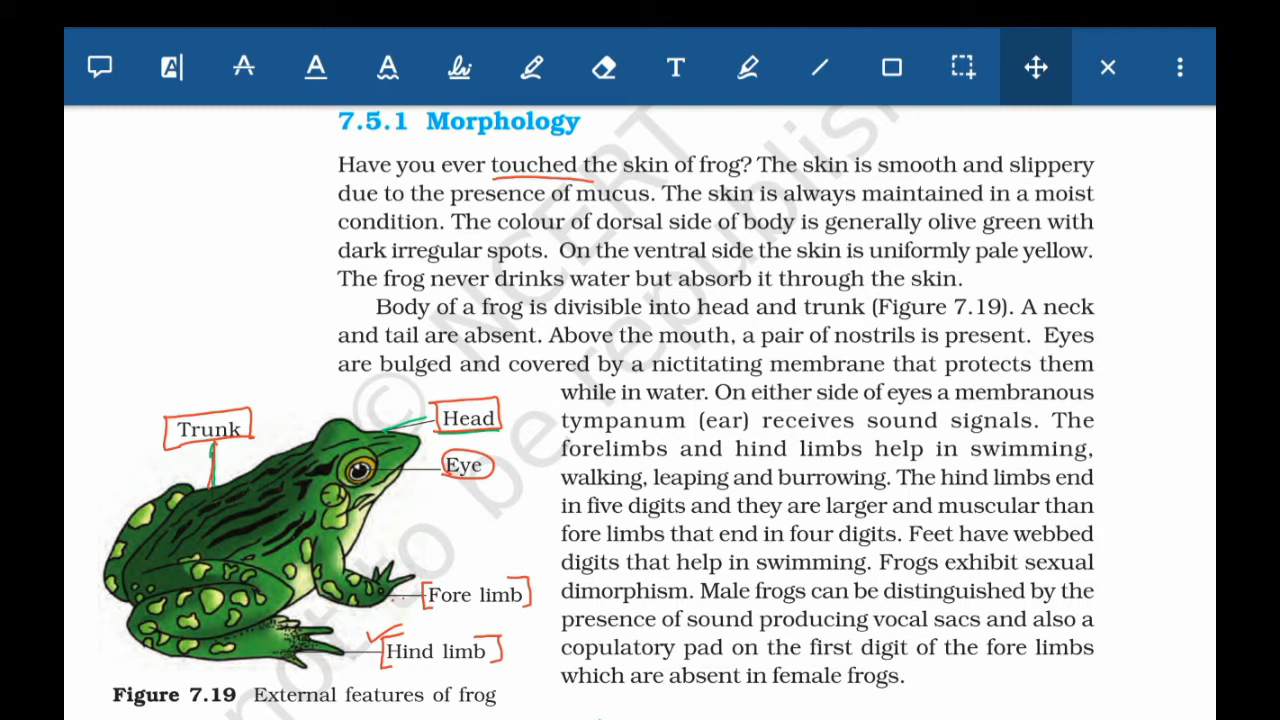 7.5.1 Morphology
Have you ever touched the skin of frog? The skin is smooth and slippery
due to the presence of mucus. The skin is always maintained in a moist
condition. The colour of dorsal side of body is generally olive green with
dark irregular spots. On the ventral side the skin is uniformly pale yellow.
The frog never drinks water but absorb it through the skin.
Body of a frog is divisible into head and trunk (Figure 7.19). A neck
and tail are absent. Above the mouth, a pair of nostrils is present. Eyes
are bulged and covered by a nictitating membrane that protects them
while in water. On either side of eyes a membranous
tympanum (ear) receives sound signals. The
forelimbs and hind limbs help in swimming,
walking, leaping and burrowing. The hind limbs end
in five digits and they are larger and muscular than
fore limbs that end in four digits. Feet have webbed
digits that help in swimming. Frogs exhibit sexual
dimorphism. Male frogs can be distinguished by the
presence of sound producing vocal sacs and also a
copulatory pad on the first digit of the fore limbs
which are absent in female frogs.
Trunk
Head
Eye
Fore limb
Hind limb
Figure 7.19 External features of frog
© NCERT
not to be republish